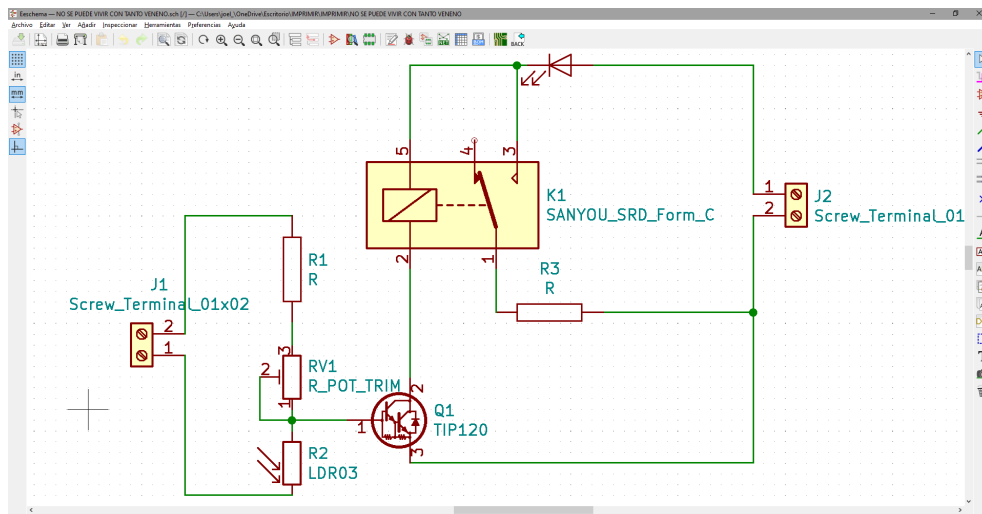 Eeschema — NO SE PUEDE VIVIR CON TANTO VENENO.sch [/] — C:\Users\joel_\OneDrive\Escritorio\IMPRIMIR\IMPRIMIR\NO SE PUEDE VIVIR CON TANTO VENENO
Archivo Editar Ver Añadir Inspeccionar Herramientas Preferencias Ayuda
BACK
in
mm
5
4
3
K1
SANYOU_SRD_Form_C
1
2
J2
Screw_Terminal_01
2
1
R3
R
R1
R
J1
Screw_Terminal_01x02
2
1
3
2
1
RV1
R_POT_TRIM
2
1
3
Q1
TIP120
R2
LDR03